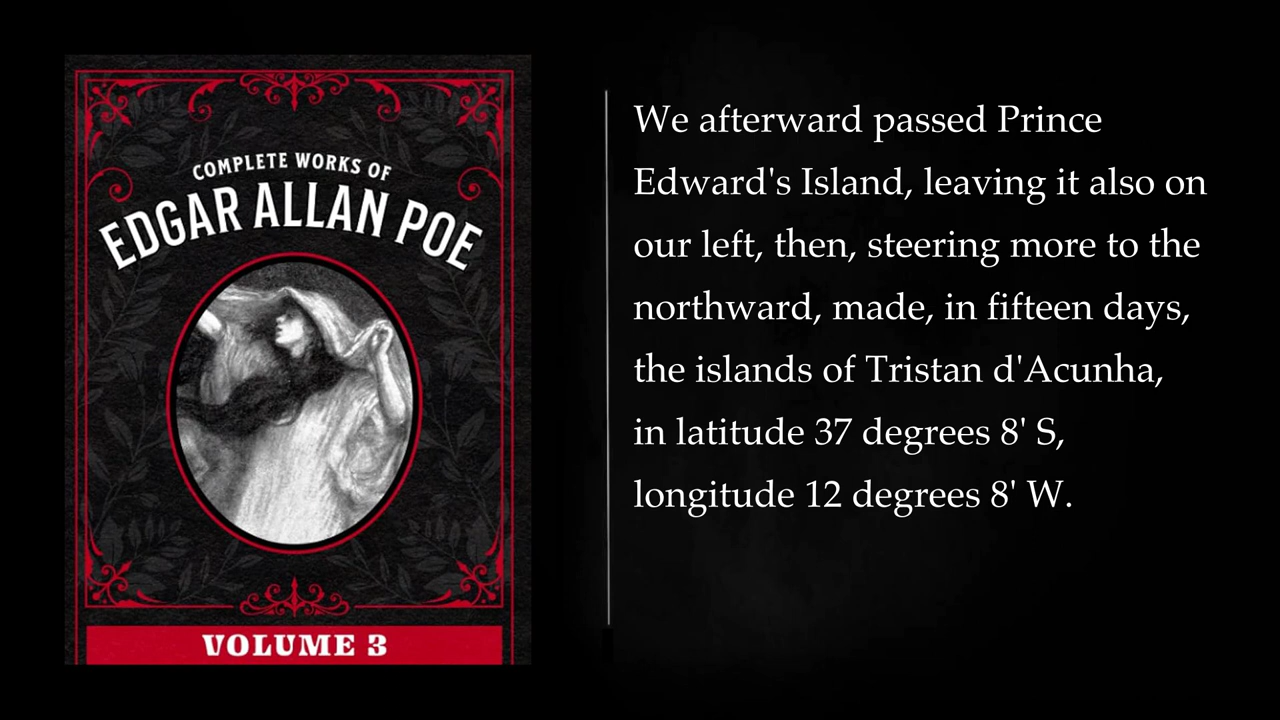 COMPLETE WORKS OF
EDGAR ALLAN POE
VOLUME 3
We afterward passed Prince
Edward's Island, leaving it also on
our left, then, steering more to the
northward, made, in fifteen days,
the islands of Tristan d'Acunha,
in latitude 37 degrees 8' S,
longitude 12 degrees 8' W.